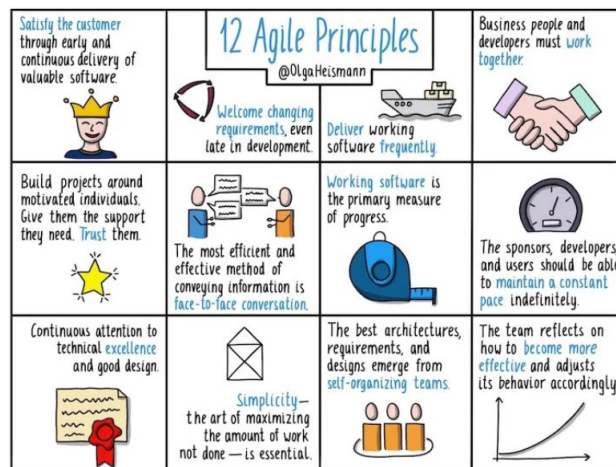 12 Agile Principles
@OlgaHeismann
Satisfy the customer
through early and
continuous delivery of
valuable software.
Welcome changing
requirements, even
late in development.
Deliver working
software frequently.
Business people and
developers must work
together.
Build projects around
motivated individuals.
Give them the support
they need. Trust them.
The most efficient and
effective method of
conveying information is
face-to-face conversation.
Working software is
the primary measure
of progress.
The sponsors, developers,
and users should be able
to maintain a constant
pace indefinitely.
Continuous attention to
technical excellence
and good design.
Simplicity—
the art of maximizing
the amount of work
not done — is essential.
The best architectures,
requirements, and
designs emerge from
self-organizing teams.
The team reflects on
how to become more
effective and adjusts
its behavior accordingly